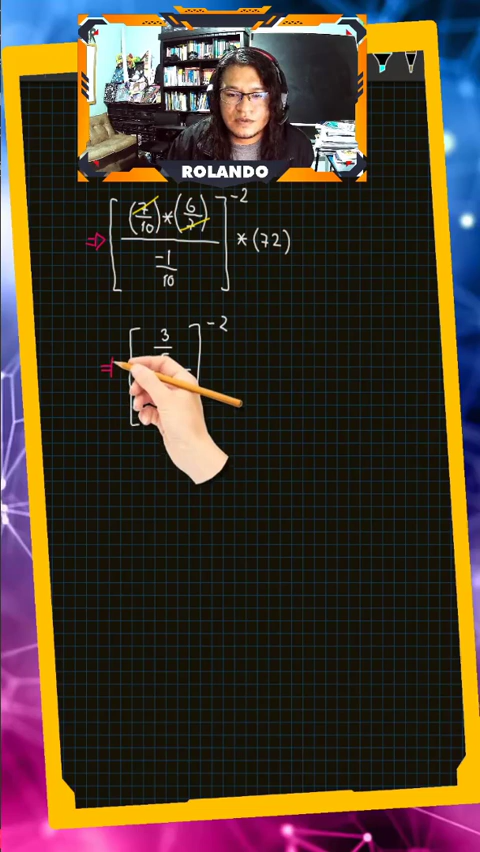 ROLANDO
⇒ [ ((7/10) * (6/7)) / (-1/10) ]^-2 * (72)
[ 3/ ]^-2